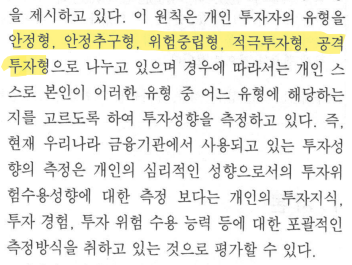 을 제시하고 있다. 이 원칙은 개인 투자자의 유형을
안정형, 안정추구형, 위험중립형, 적극투자형, 공격
투자형으로 나누고 있으며 경우에 따라서는 개인 스
스로 본인이 이러한 유형 중 어느 유형에 해당하는
지를 고르도록 하여 투자성향을 측정하고 있다. 즉,
현재 우리나라 금융기관에서 사용되고 있는 투자성
향의 측정은 개인의 심리적인 성향으로서의 투자위
험수용성향에 대한 측정 보다는 개인의 투자지식,
투자 경험, 투자 위험 수용 능력 등에 대한 포괄적인
측정방식을 취하고 있는 것으로 평가할 수 있다.